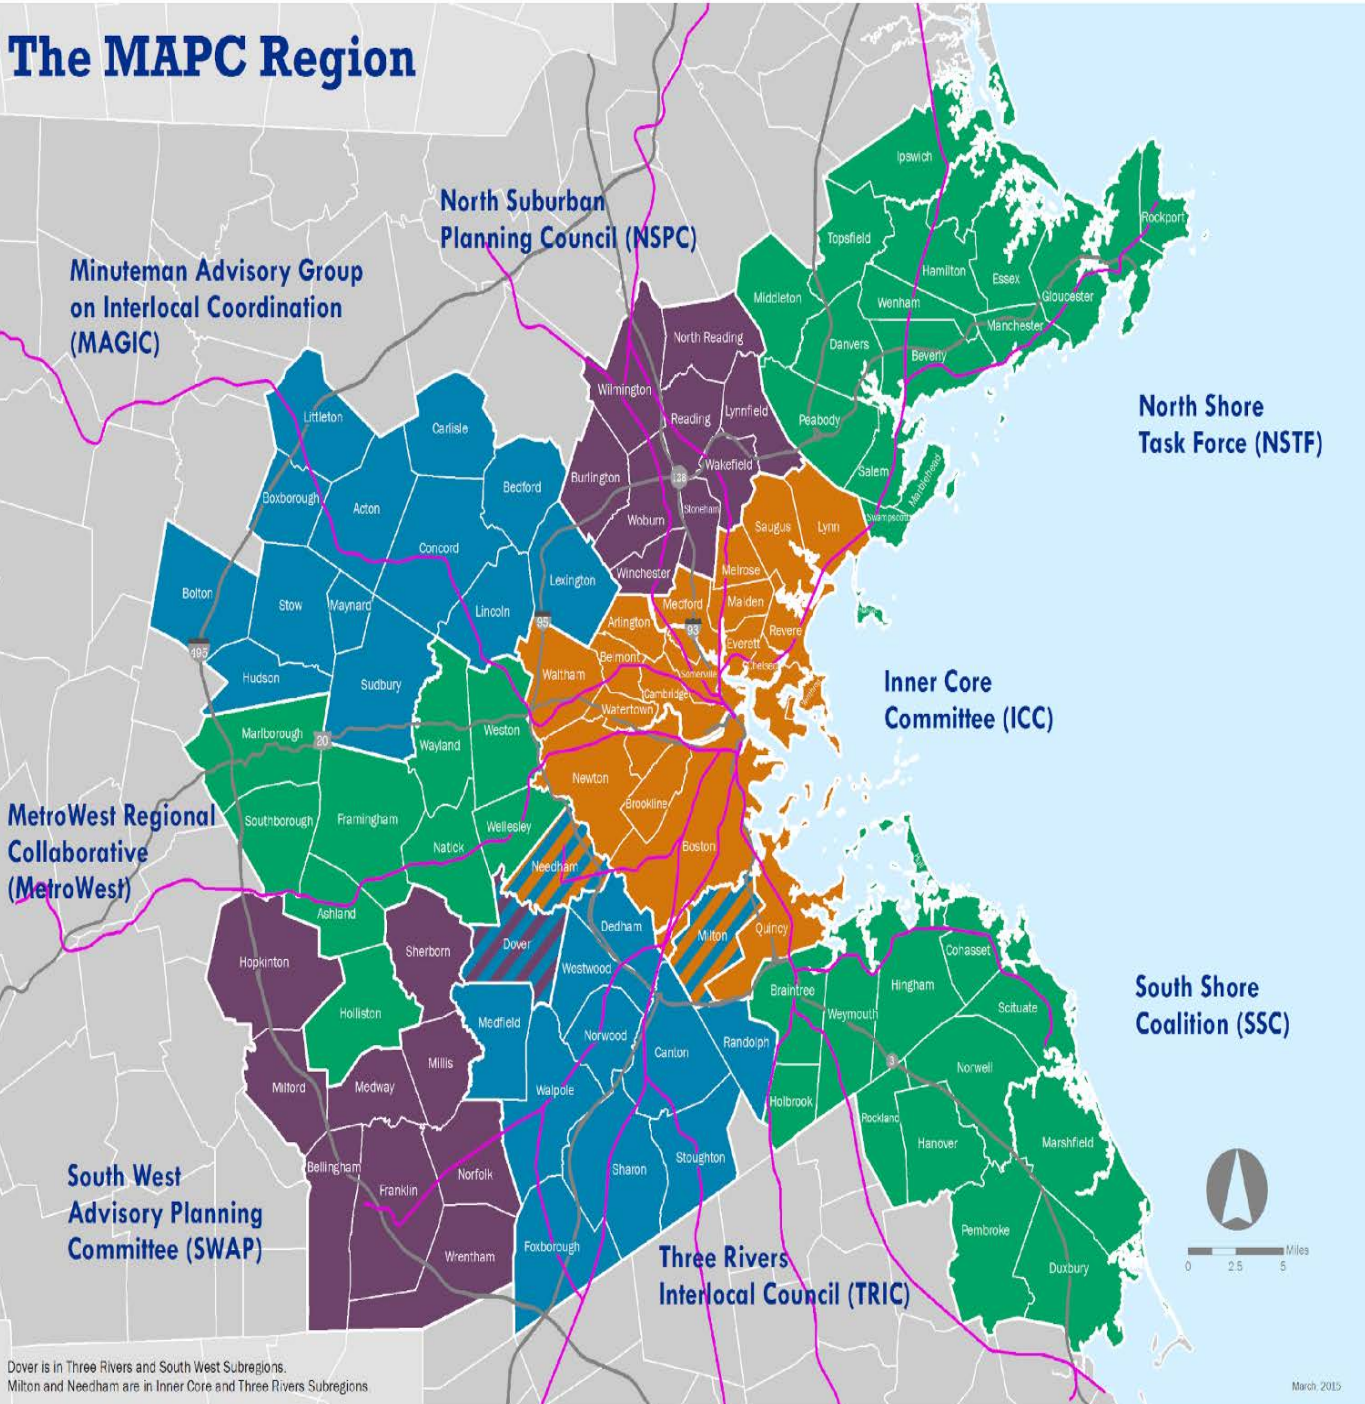 The MAPC Region
North Suburban
Planning Council (NSPC)
Minuteman Advisory Group
on Interlocal Coordination
(MAGIC)
North Shore
Task Force (NSTF)
Inner Core
Committee (ICC)
MetroWest Regional
Collaborative
(MetroWest)
South Shore
Coalition (SSC)
South West
Advisory Planning
Committee (SWAP)
Three Rivers
Interlocal Council (TRIC)
Ipswich
Rockport
Topsfield
Hamilton
Essex
Gloucester
Middleton
Wenham
Manchester
Danvers
Beverly
Peabody
Salem
Marblehead
Swampscott
North Reading
Wilmington
Reading
Lynnfield
Wakefield
Burlington
128
Stoneham
Woburn
Winchester
Littleton
Carlisle
Bedford
Boxborough
Acton
Concord
Lexington
Bolton
Stow
Maynard
Lincoln
95
495
Hudson
Sudbury
Saugus
Lynn
Melrose
Medford
Malden
Arlington
93
Everett
Revere
Belmont
Somerville
Chelsea
Waltham
Cambridge
Watertown
Newton
Brookline
Boston
Needham
Milton
Quincy
Marlborough
20
Wayland
Weston
Southborough
Framingham
Natick
Wellesley
Ashland
Holliston
Hopkinton
Sherborn
Dover
Millis
Milford
Medway
Bellingham
Franklin
Norfolk
Wrentham
Dedham
Westwood
Medfield
Norwood
Canton
Randolph
Walpole
Sharon
Stoughton
Foxborough
Cohasset
Hingham
Scituate
Braintree
Weymouth
3
Norwell
Holbrook
Rockland
Hanover
Marshfield
Pembroke
Duxbury
Miles
0 2.5 5
Dover is in Three Rivers and South West Subregions.
Milton and Needham are in Inner Core and Three Rivers Subregions
March, 2015